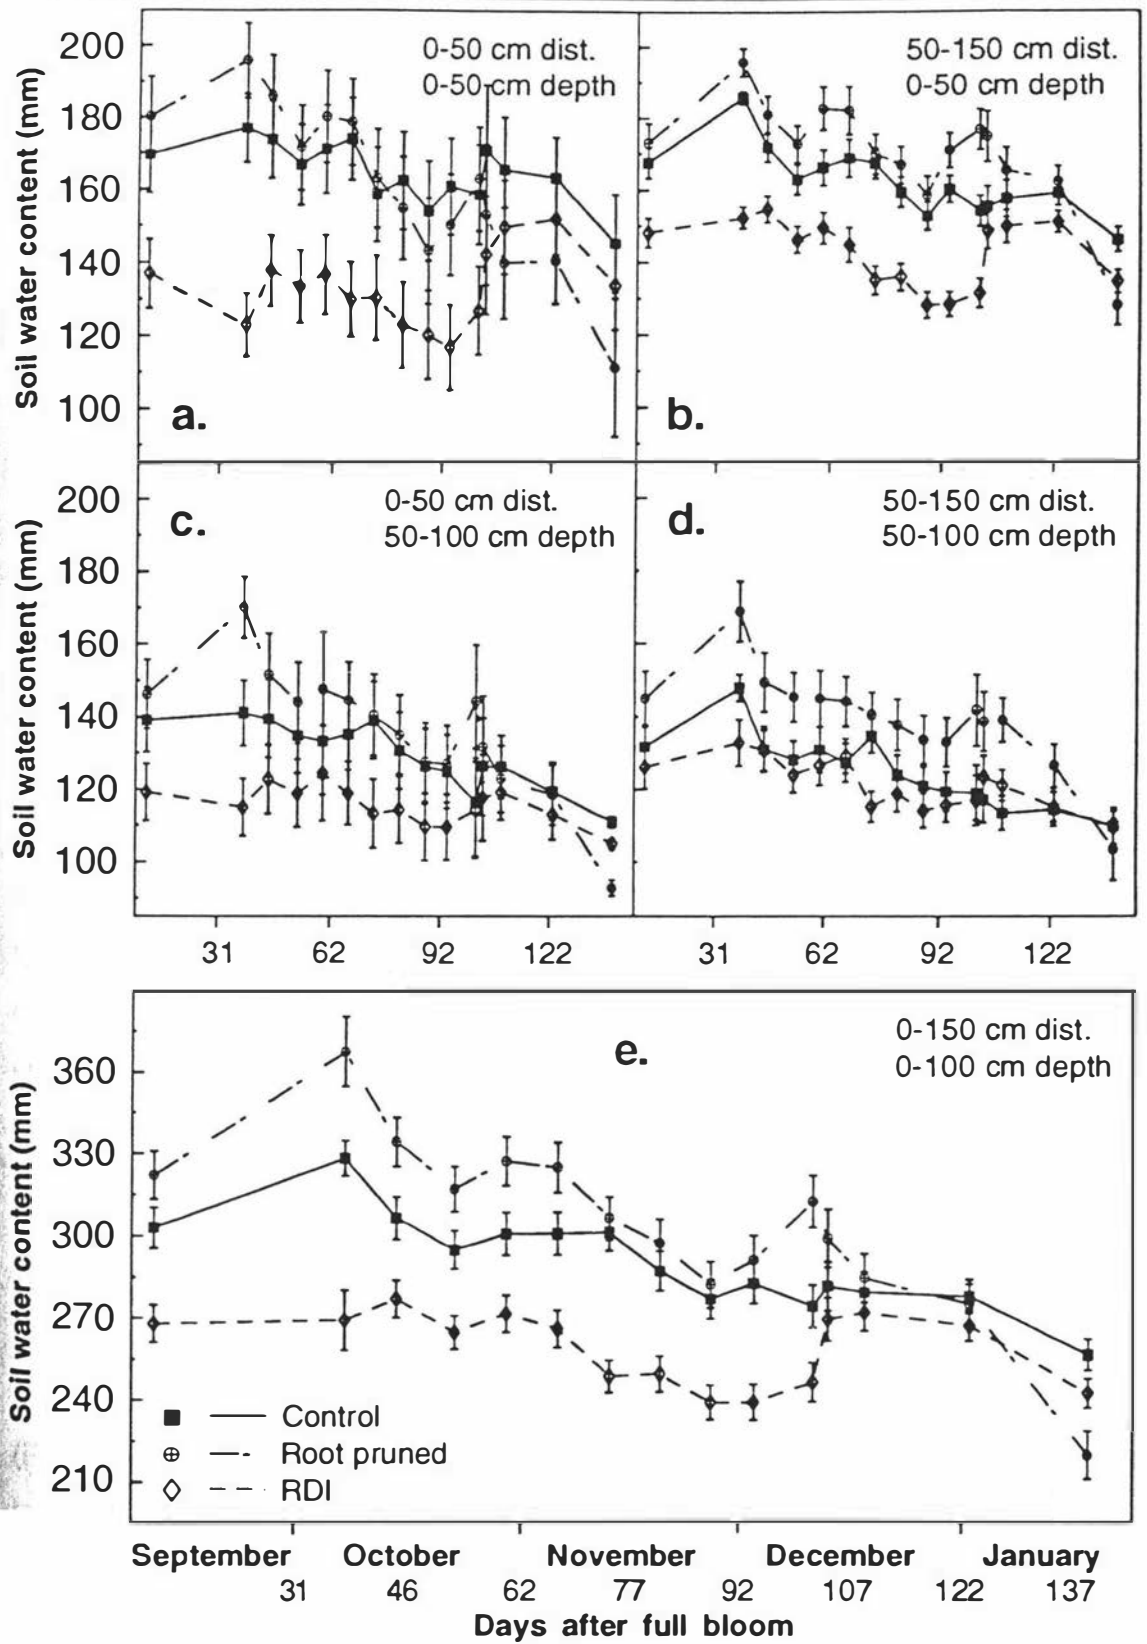 0-50 cm dist.
0-50 cm depth
50-150 cm dist.
0-50 cm depth
Soil water content (mm)
200
180
160
140
120
100
a.
b.
c.
0-50 cm dist.
50-100 cm depth
d.
50-150 cm dist.
50-100 cm depth
Soil water content (mm)
200
180
160
140
120
100
31 62 92 122
31 62 92 122
e.
0-150 cm dist.
0-100 cm depth
Soil water content (mm)
360
330
300
270
240
210
Control
Root pruned
RDI
September October November December January
31 46 62 77 92 107 122 137
Days after full bloom